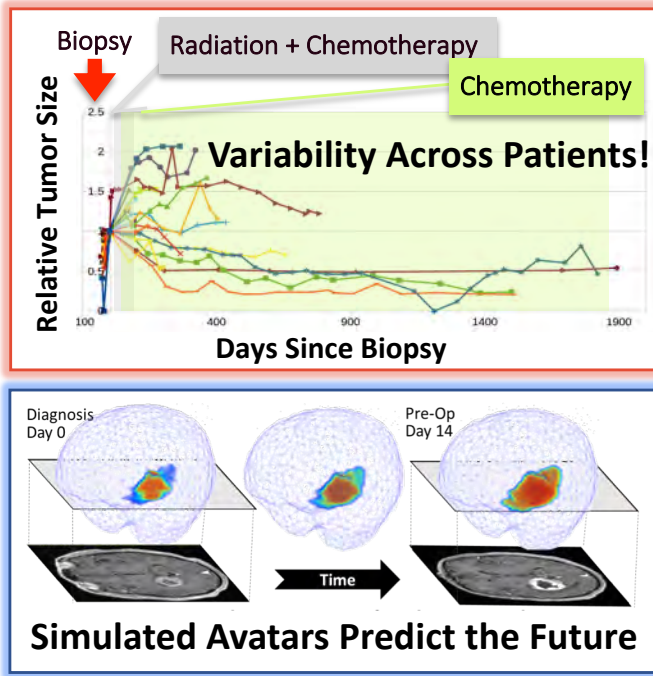 Biopsy
Radiation + Chemotherapy
Chemotherapy
Relative Tumor Size
2.5
2
Variability Across Patients!
1.5
1
0.5
0
100
400
900
1400
1900
Days Since Biopsy
Diagnosis
Day 0
Pre-Op
Day 14
Time
Simulated Avatars Predict the Future